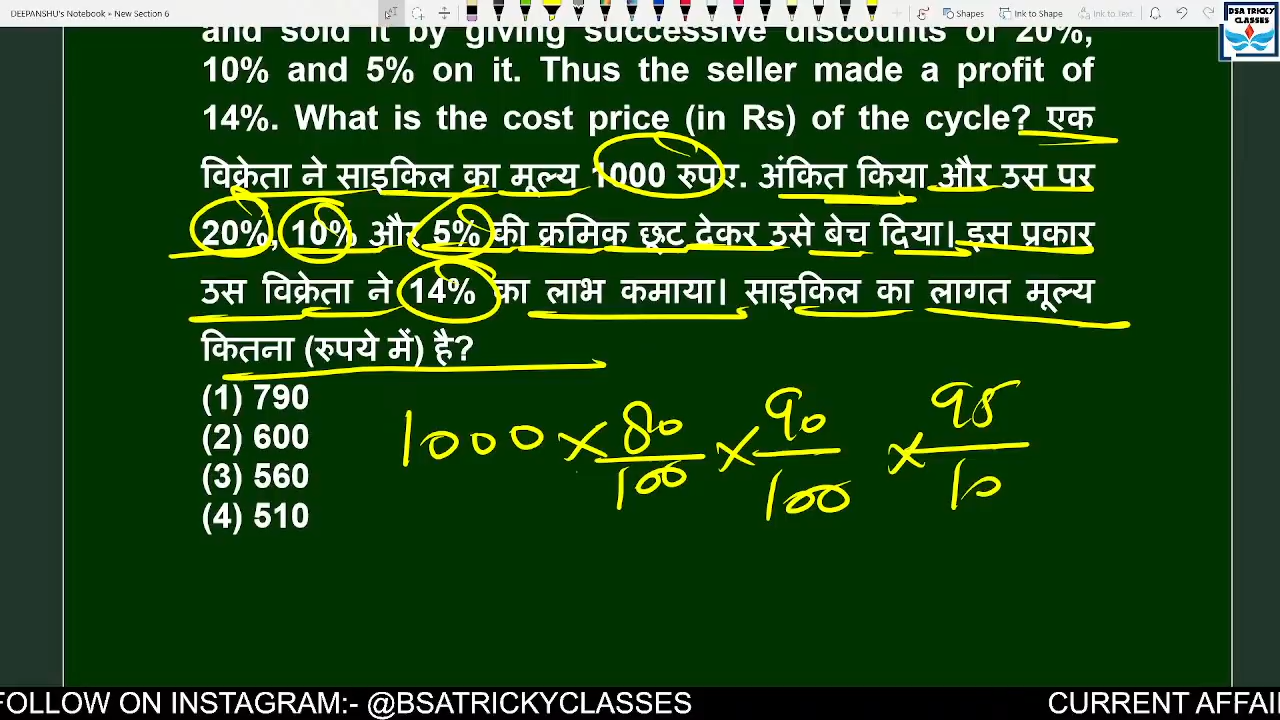 DEEPANSHU's Notebook » New Section 6
Shapes
Ink to Shape
Ink to Text
BSA TRICKY
CLASSES
and sold it by giving successive discounts of 20%,
10% and 5% on it. Thus the seller made a profit of
14%. What is the cost price (in Rs) of the cycle? एक
विक्रेता ने साइकिल का मूल्य 1000 रुपए. अंकित किया और उस पर
20%, 10% और 5% की क्रमिक छूट देकर उसे बेच दिया। इस प्रकार
उस विक्रेता ने 14% का लाभ कमाया। साइकिल का लागत मूल्य
कितना (रुपये में) है?
(1) 790
(2) 600
(3) 560
(4) 510
1000 × 80/100 × 90/100 × 95/10
FOLLOW ON INSTAGRAM:- @BSATRICKYCLASSES
CURRENT AFFAI